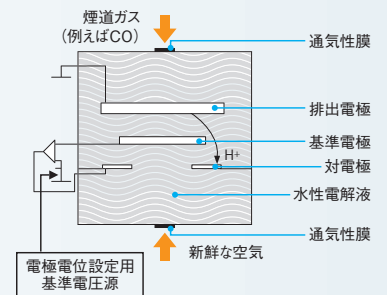 煙道ガス
(例えばCO)
通気性膜
排出電極
基準電極
H+
対電極
水性電解液
通気性膜
新鮮な空気
電極電位設定用
基準電圧源